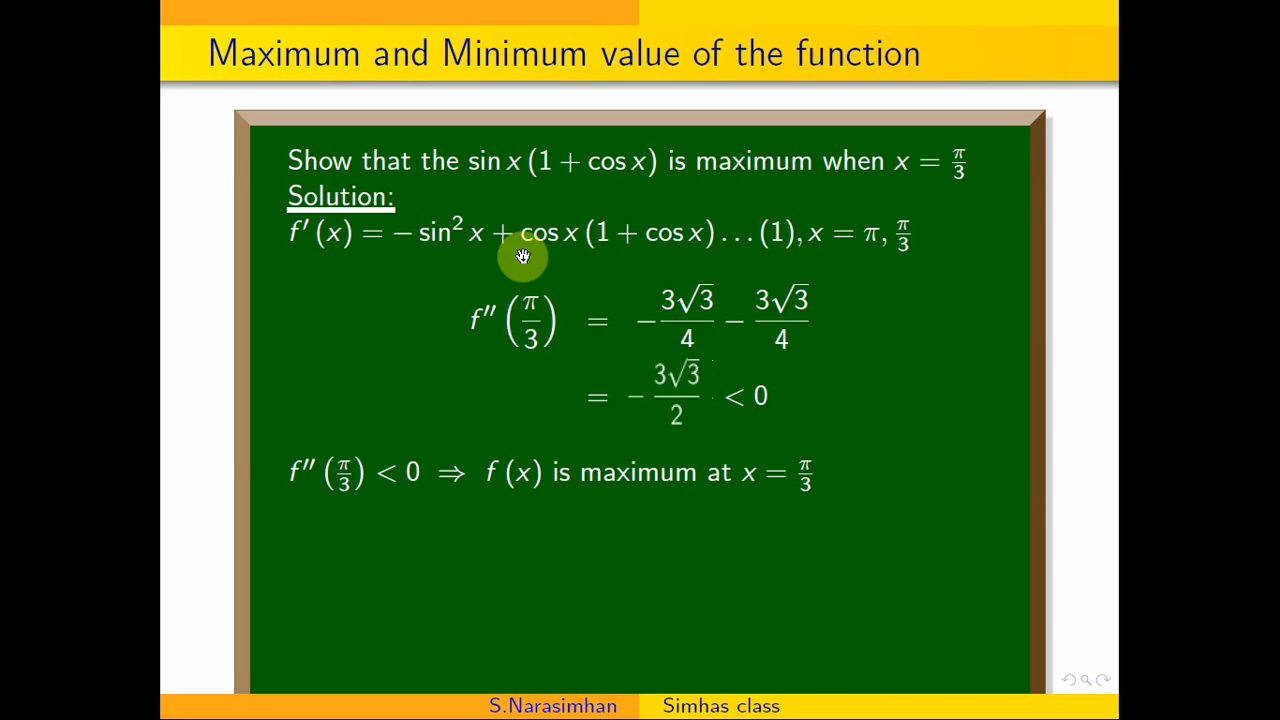 Maximum and Minimum value of the function
Show that the sin x (1 + cos x) is maximum when x = π/3
Solution:
f′ (x) = − sin² x + cos x (1 + cos x) . . . (1), x = π, π/3
f″ (π/3) = − 3√3/4 − 3√3/4
= − 3√3/2 < 0
f″ (π/3) < 0 ⇒ f (x) is maximum at x = π/3
S.Narasimhan Simhas class